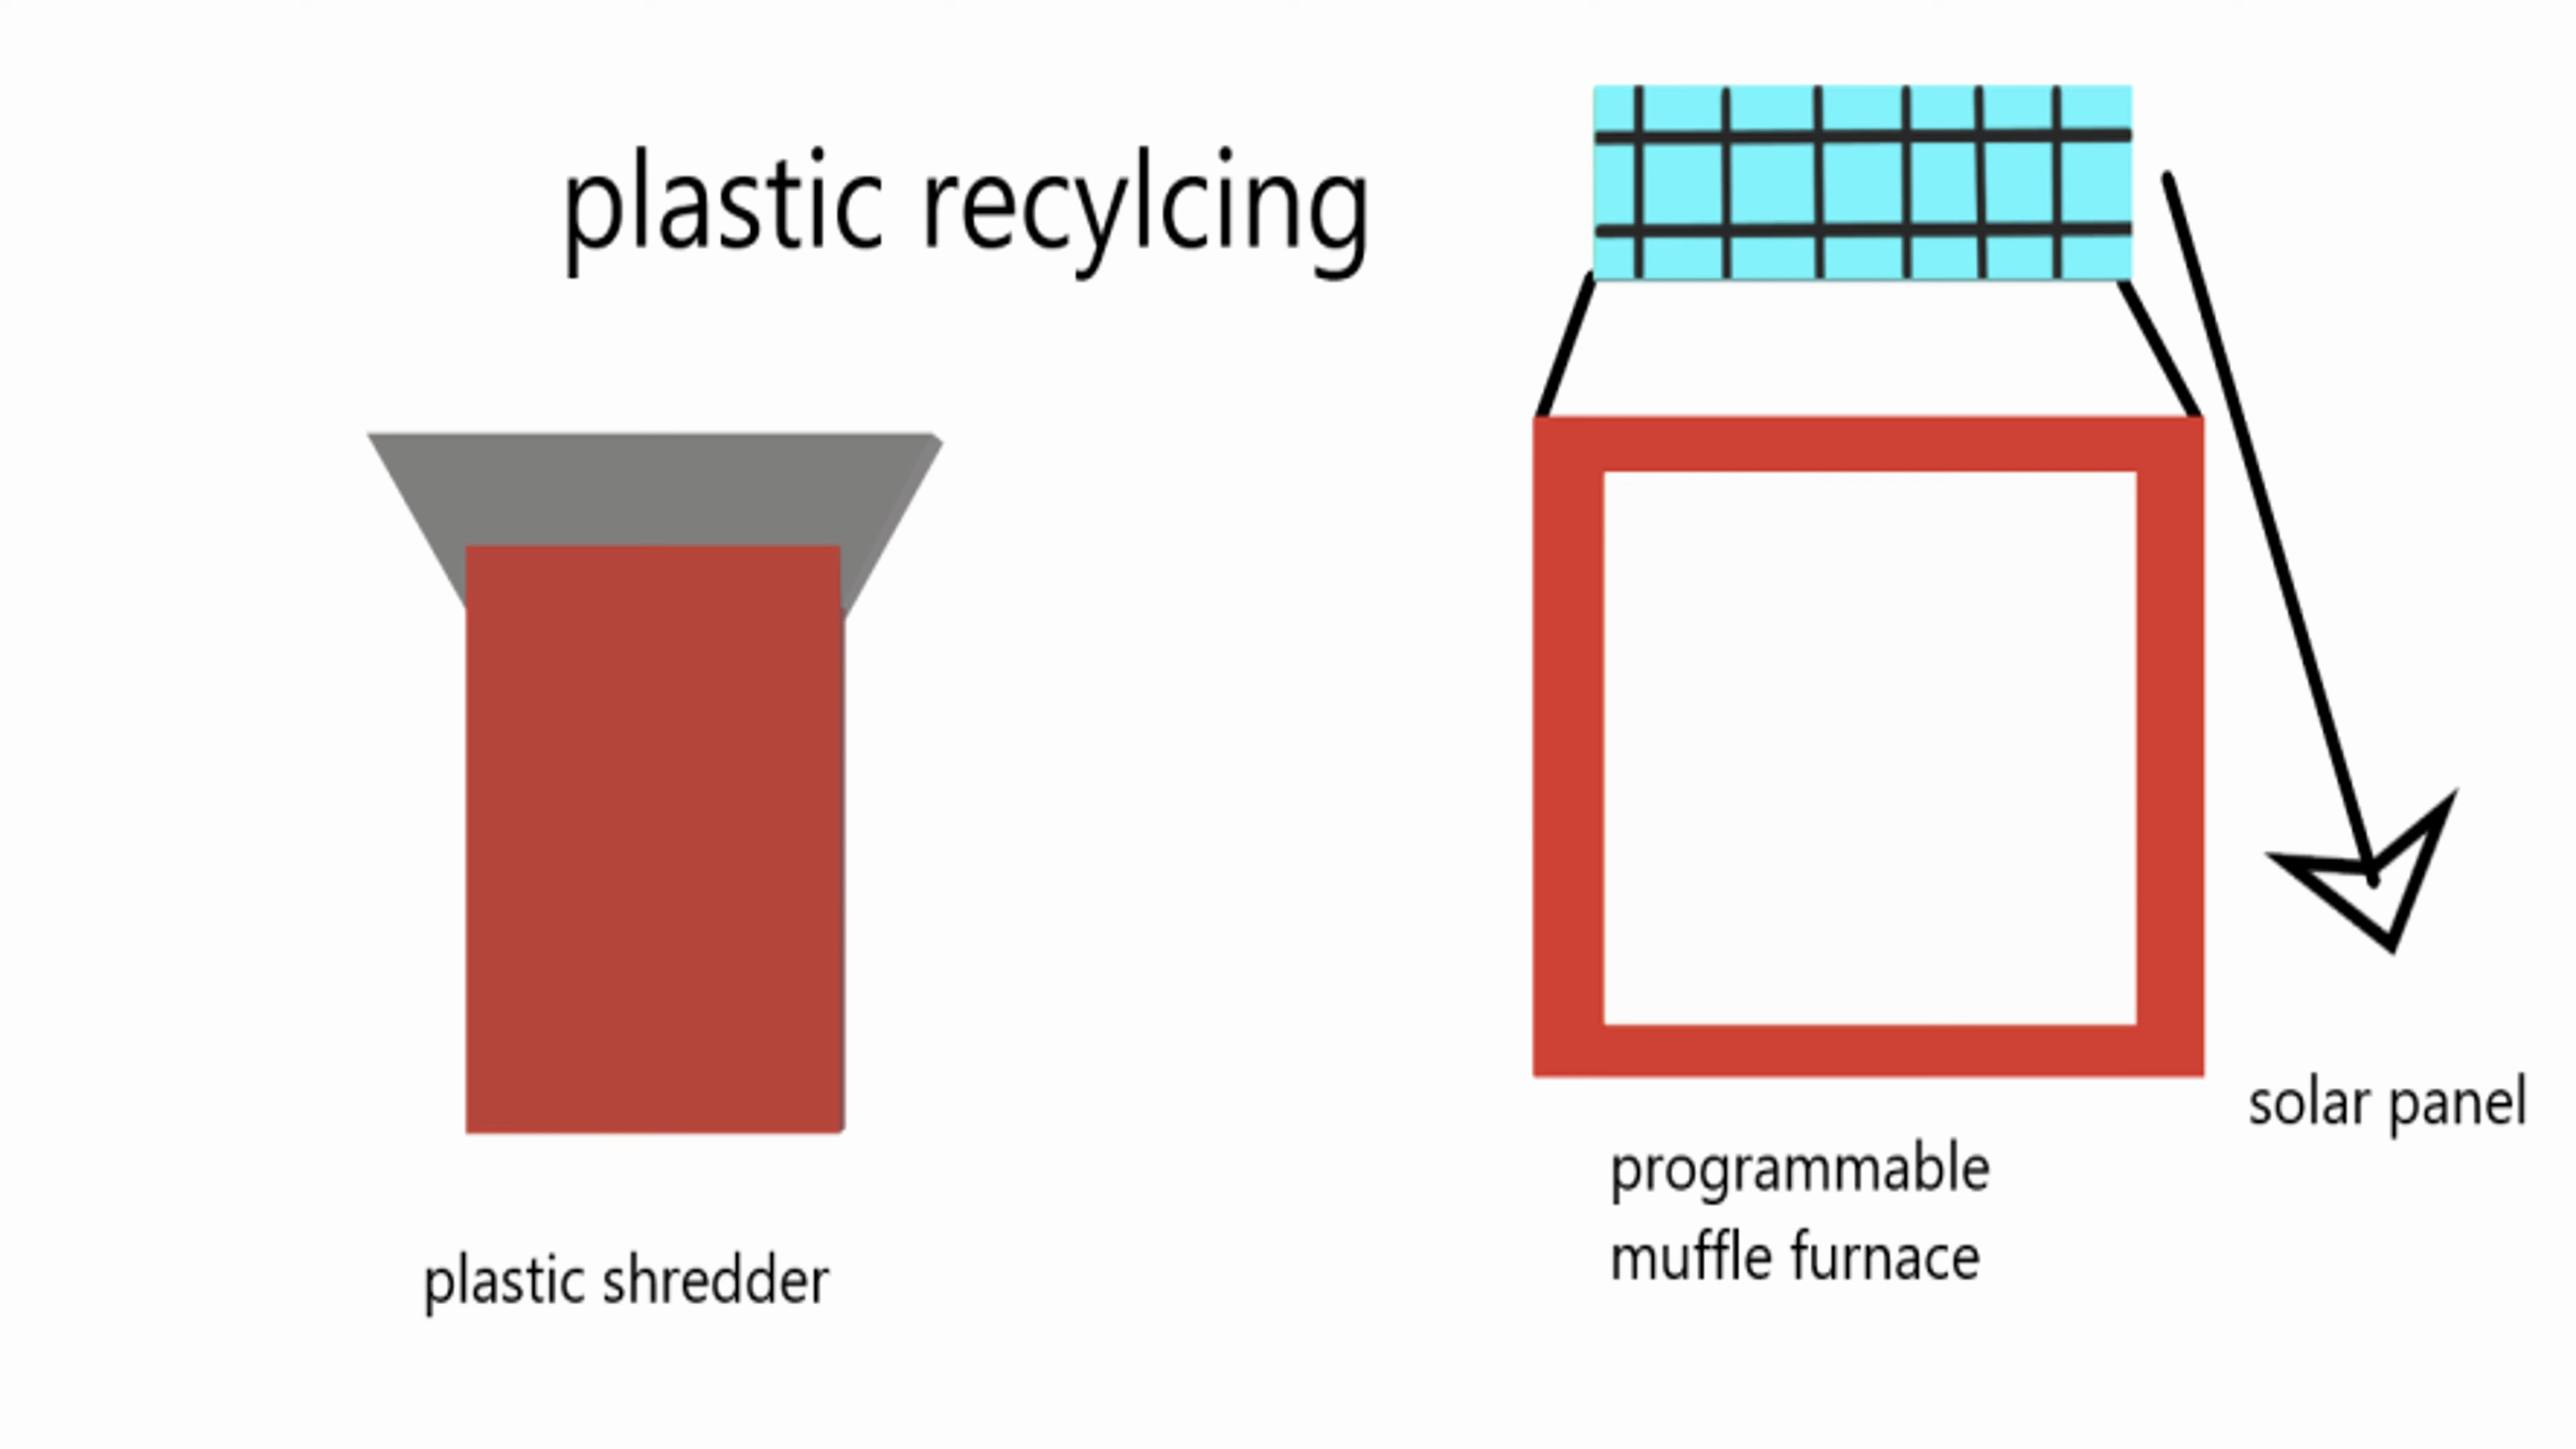 plastic recylcing
plastic shredder
programmable
muffle furnace
solar panel